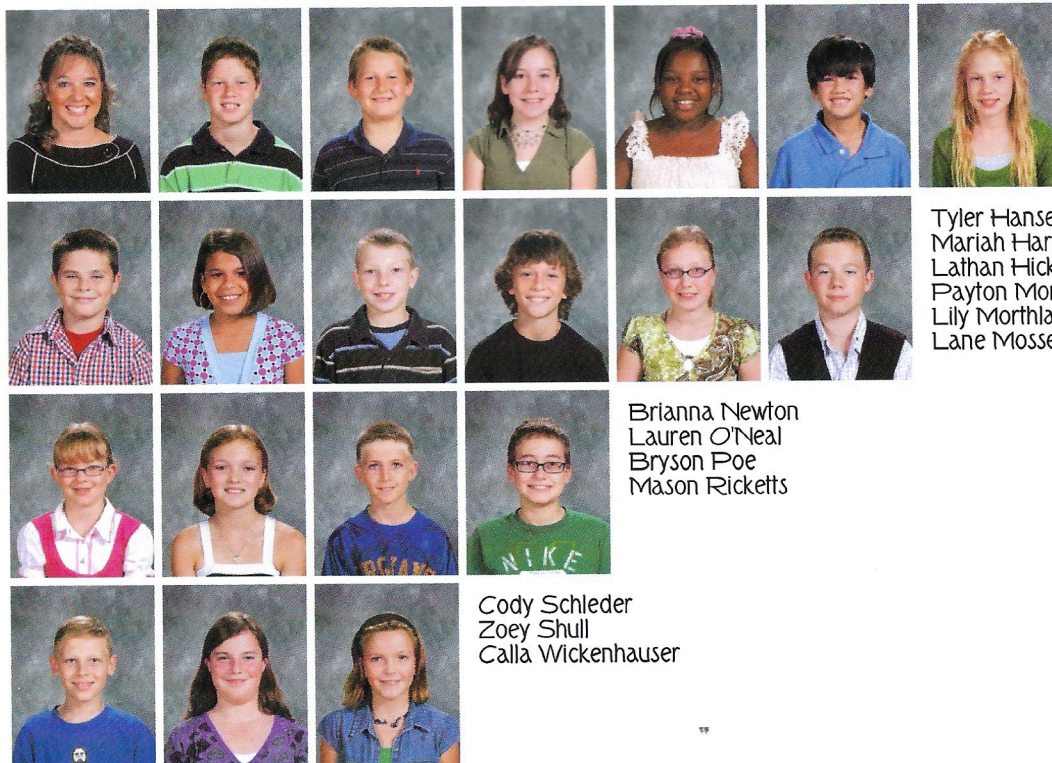 Tyler Hanse
Mariah Har
Lathan Hick
Payton Mor
Lily Morthla
Lane Mosse
Brianna Newton
Lauren O'Neal
Bryson Poe
Mason Ricketts
NIKE
Cody Schleder
Zoey Shull
Calla Wickenhauser